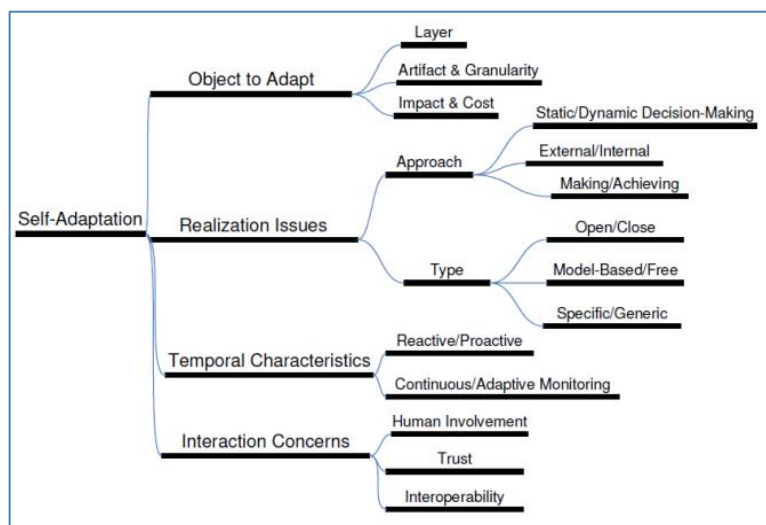 Self-Adaptation
Object to Adapt
Layer
Artifact & Granularity
Impact & Cost
Realization Issues
Approach
Static/Dynamic Decision-Making
External/Internal
Making/Achieving
Type
Open/Close
Model-Based/Free
Specific/Generic
Temporal Characteristics
Reactive/Proactive
Continuous/Adaptive Monitoring
Interaction Concerns
Human Involvement
Trust
Interoperability